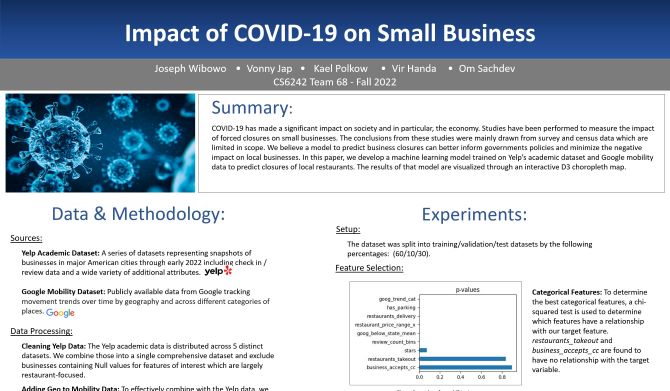 Impact of COVID-19 on Small Business
Joseph Wibowo • Vonny Jap • Kael Polkow • Vir Handa • Om Sachdev
CS6242 Team 68 - Fall 2022
Summary:
COVID-19 has made a significant impact on society and in particular, the economy. Studies have been performed to measure the impact
of forced closures on small businesses. The conclusions from these studies were mainly drawn from survey and census data which are
limited in scope. We believe a model to predict business closures can better inform governments policies and minimize the negative
impact on local businesses. In this paper, we develop a machine learning model trained on Yelp's academic dataset and Google mobility
data to predict closures of local restaurants. The results of that model are visualized through an interactive D3 choropleth map.
Data & Methodology:
Sources:
Yelp Academic Dataset: A series of datasets representing snapshots of
businesses in major American cities through early 2022 including check in /
review data and a wide variety of additional attributes. yelp
Google Mobility Dataset: Publicly available data from Google tracking
movement trends over time by geography and across different categories of
places. Google
Data Processing:
Cleaning Yelp Data: The Yelp academic data is distributed across 5 distinct
datasets. We combine those into a single comprehensive dataset and exclude
businesses containing Null values for features of interest which are largely
restaurant-focused.
Adding Geo to Mobility Data: To effectively combine with the Yelp data, we
Experiments:
Setup:
The dataset was split into training/validation/test datasets by the following
percentages: (60/10/30).
Feature Selection:
p-values
goog_trend_cat
has_parking
restaurants_delivery
restaurant_price_range_x
goog_below_state_mean
review_count_bins
stars
restaurants_takeout
business_accepts_cc
0.0 0.2 0.4 0.6 0.8
Categorical Features: To determine
the best categorical features, a chi-
squared test is used to determine
which features have a relationship
with our target feature.
restaurants_takeout and
business_accepts_cc are found to
have no relationship with the target
variable.